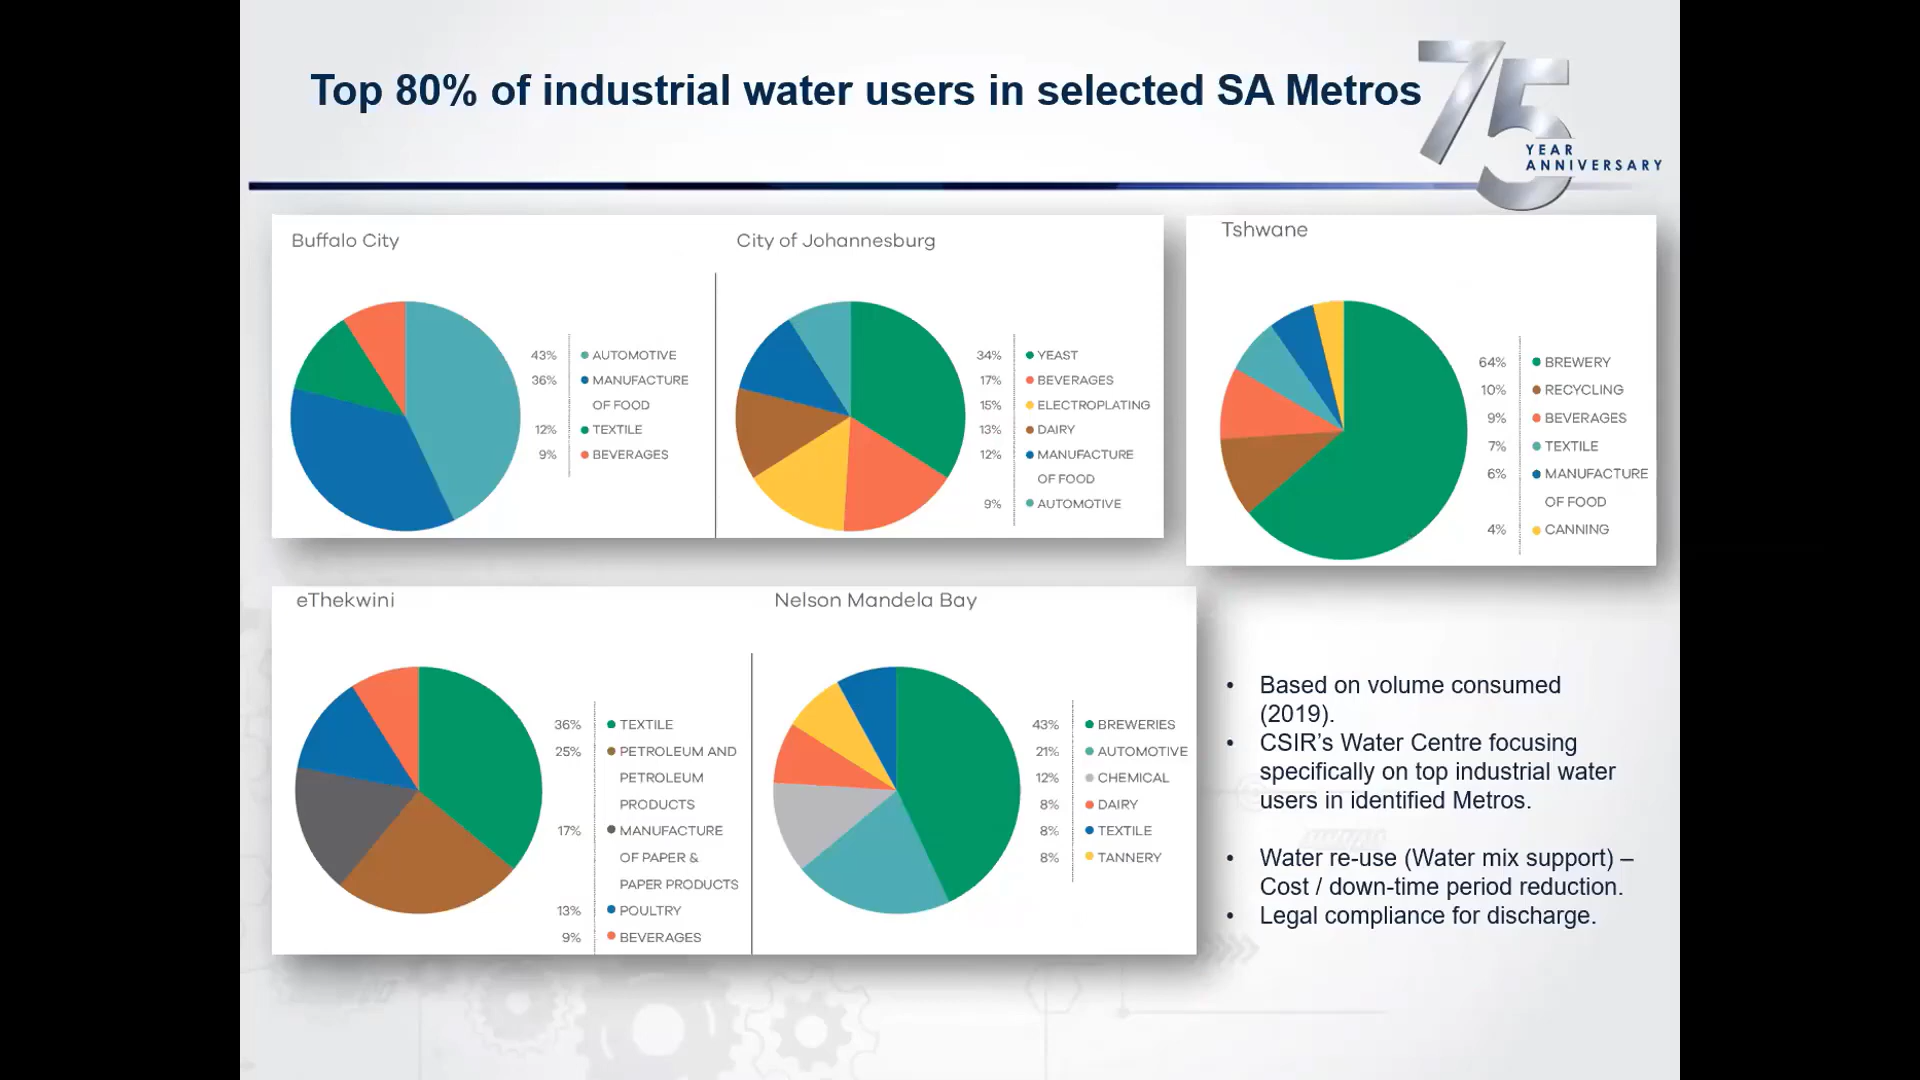 Top 80% of industrial water users in selected SA Metros
75
YEAR
ANNIVERSARY
Buffalo City
43% AUTOMOTIVE
36% MANUFACTURE
OF FOOD
12% TEXTILE
9% BEVERAGES
City of Johannesburg
34% YEAST
17% BEVERAGES
15% ELECTROPLATING
13% DAIRY
12% MANUFACTURE
OF FOOD
9% AUTOMOTIVE
Tshwane
64% BREWERY
10% RECYCLING
9% BEVERAGES
7% TEXTILE
6% MANUFACTURE
OF FOOD
4% CANNING
eThekwini
36% TEXTILE
25% PETROLEUM AND
PETROLEUM
PRODUCTS
17% MANUFACTURE
OF PAPER &
PAPER PRODUCTS
13% POULTRY
9% BEVERAGES
Nelson Mandela Bay
43% BREWERIES
21% AUTOMOTIVE
12% CHEMICAL
8% DAIRY
8% TEXTILE
8% TANNERY
• Based on volume consumed
(2019).
• CSIR’s Water Centre focusing
specifically on top industrial water
users in identified Metros.
• Water re-use (Water mix support) –
Cost / down-time period reduction.
• Legal compliance for discharge.